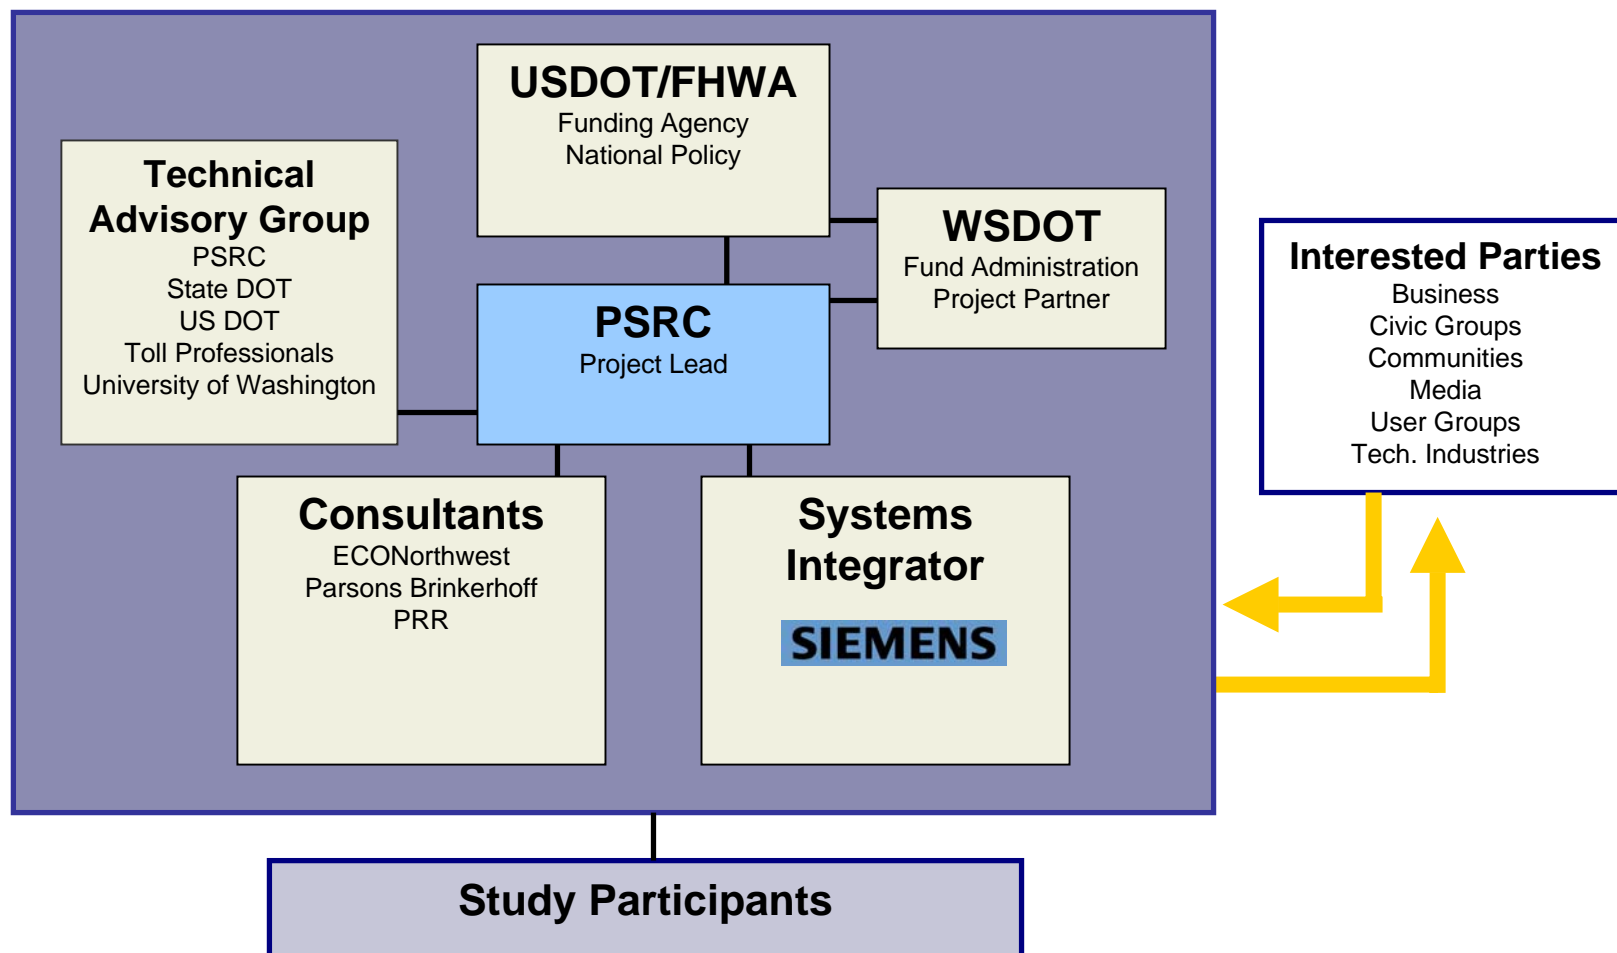 USDOT/FHWA
Funding Agency
National Policy
Technical
Advisory Group
PSRC
State DOT
US DOT
Toll Professionals
University of Washington
WSDOT
Fund Administration
Project Partner
PSRC
Project Lead
Interested Parties
Business
Civic Groups
Communities
Media
User Groups
Tech. Industries
Consultants
ECONorthwest
Parsons Brinkerhoff
PRR
Systems
Integrator
SIEMENS
Study Participants